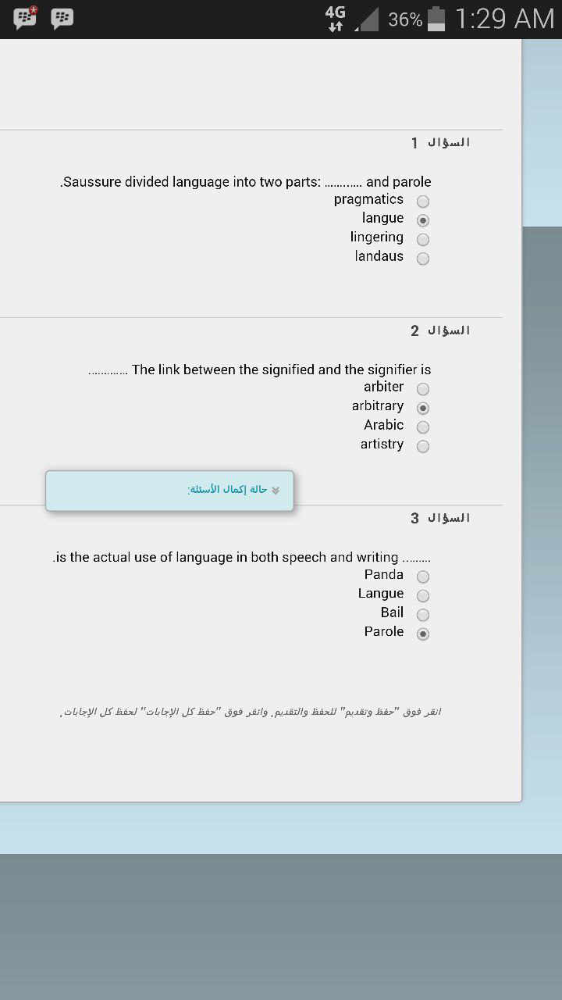 4G 36% 1:29 AM
السؤال 1
.Saussure divided language into two parts: ............ and parole
pragmatics
langue
lingering
landaus
السؤال 2
............. The link between the signified and the signifier is
arbiter
arbitrary
Arabic
artistry
حالة إكمال الأسئلة:
السؤال 3
.is the actual use of language in both speech and writing .........
Panda
Langue
Bail
Parole
انقر فوق "حفظ وتقديم" للحفظ والتقديم. وانقر فوق "حفظ كل الإجابات" لحفظ كل الإجابات.